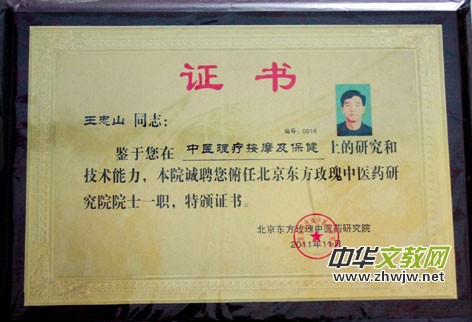 证书
王忠山 同志:
编号:0016
鉴于您在 中医理疗按摩及保健 上的研究和
技术能力,本院诚聘您俯任北京东方玫瑰中医药研
究院院士一职,特颁证书。
北京东方玫瑰中医药研究院
2011年11月
中华文教网
www.zhwjw.net